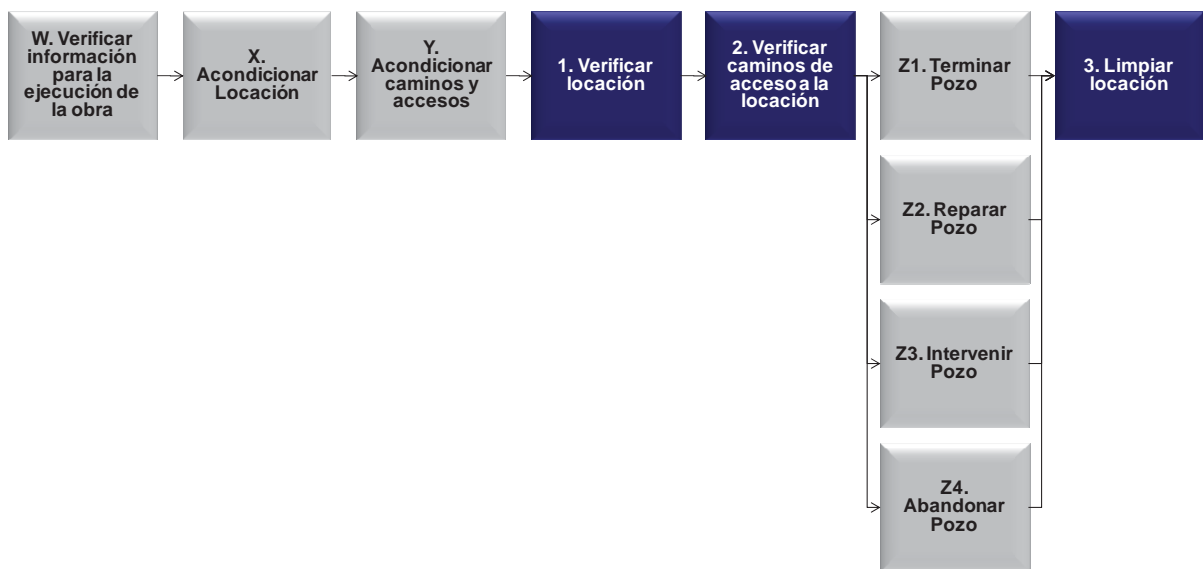 W. Verificar
información
para la
ejecución de
la obra
X.
Acondicionar
Locación
Y.
Acondicionar
caminos y
accesos
1. Verificar
locación
2. Verificar
caminos de
acceso a la
locación
Z1. Terminar
Pozo
3. Limpiar
locación
Z2. Reparar
Pozo
Z3. Intervenir
Pozo
Z4.
Abandonar
Pozo